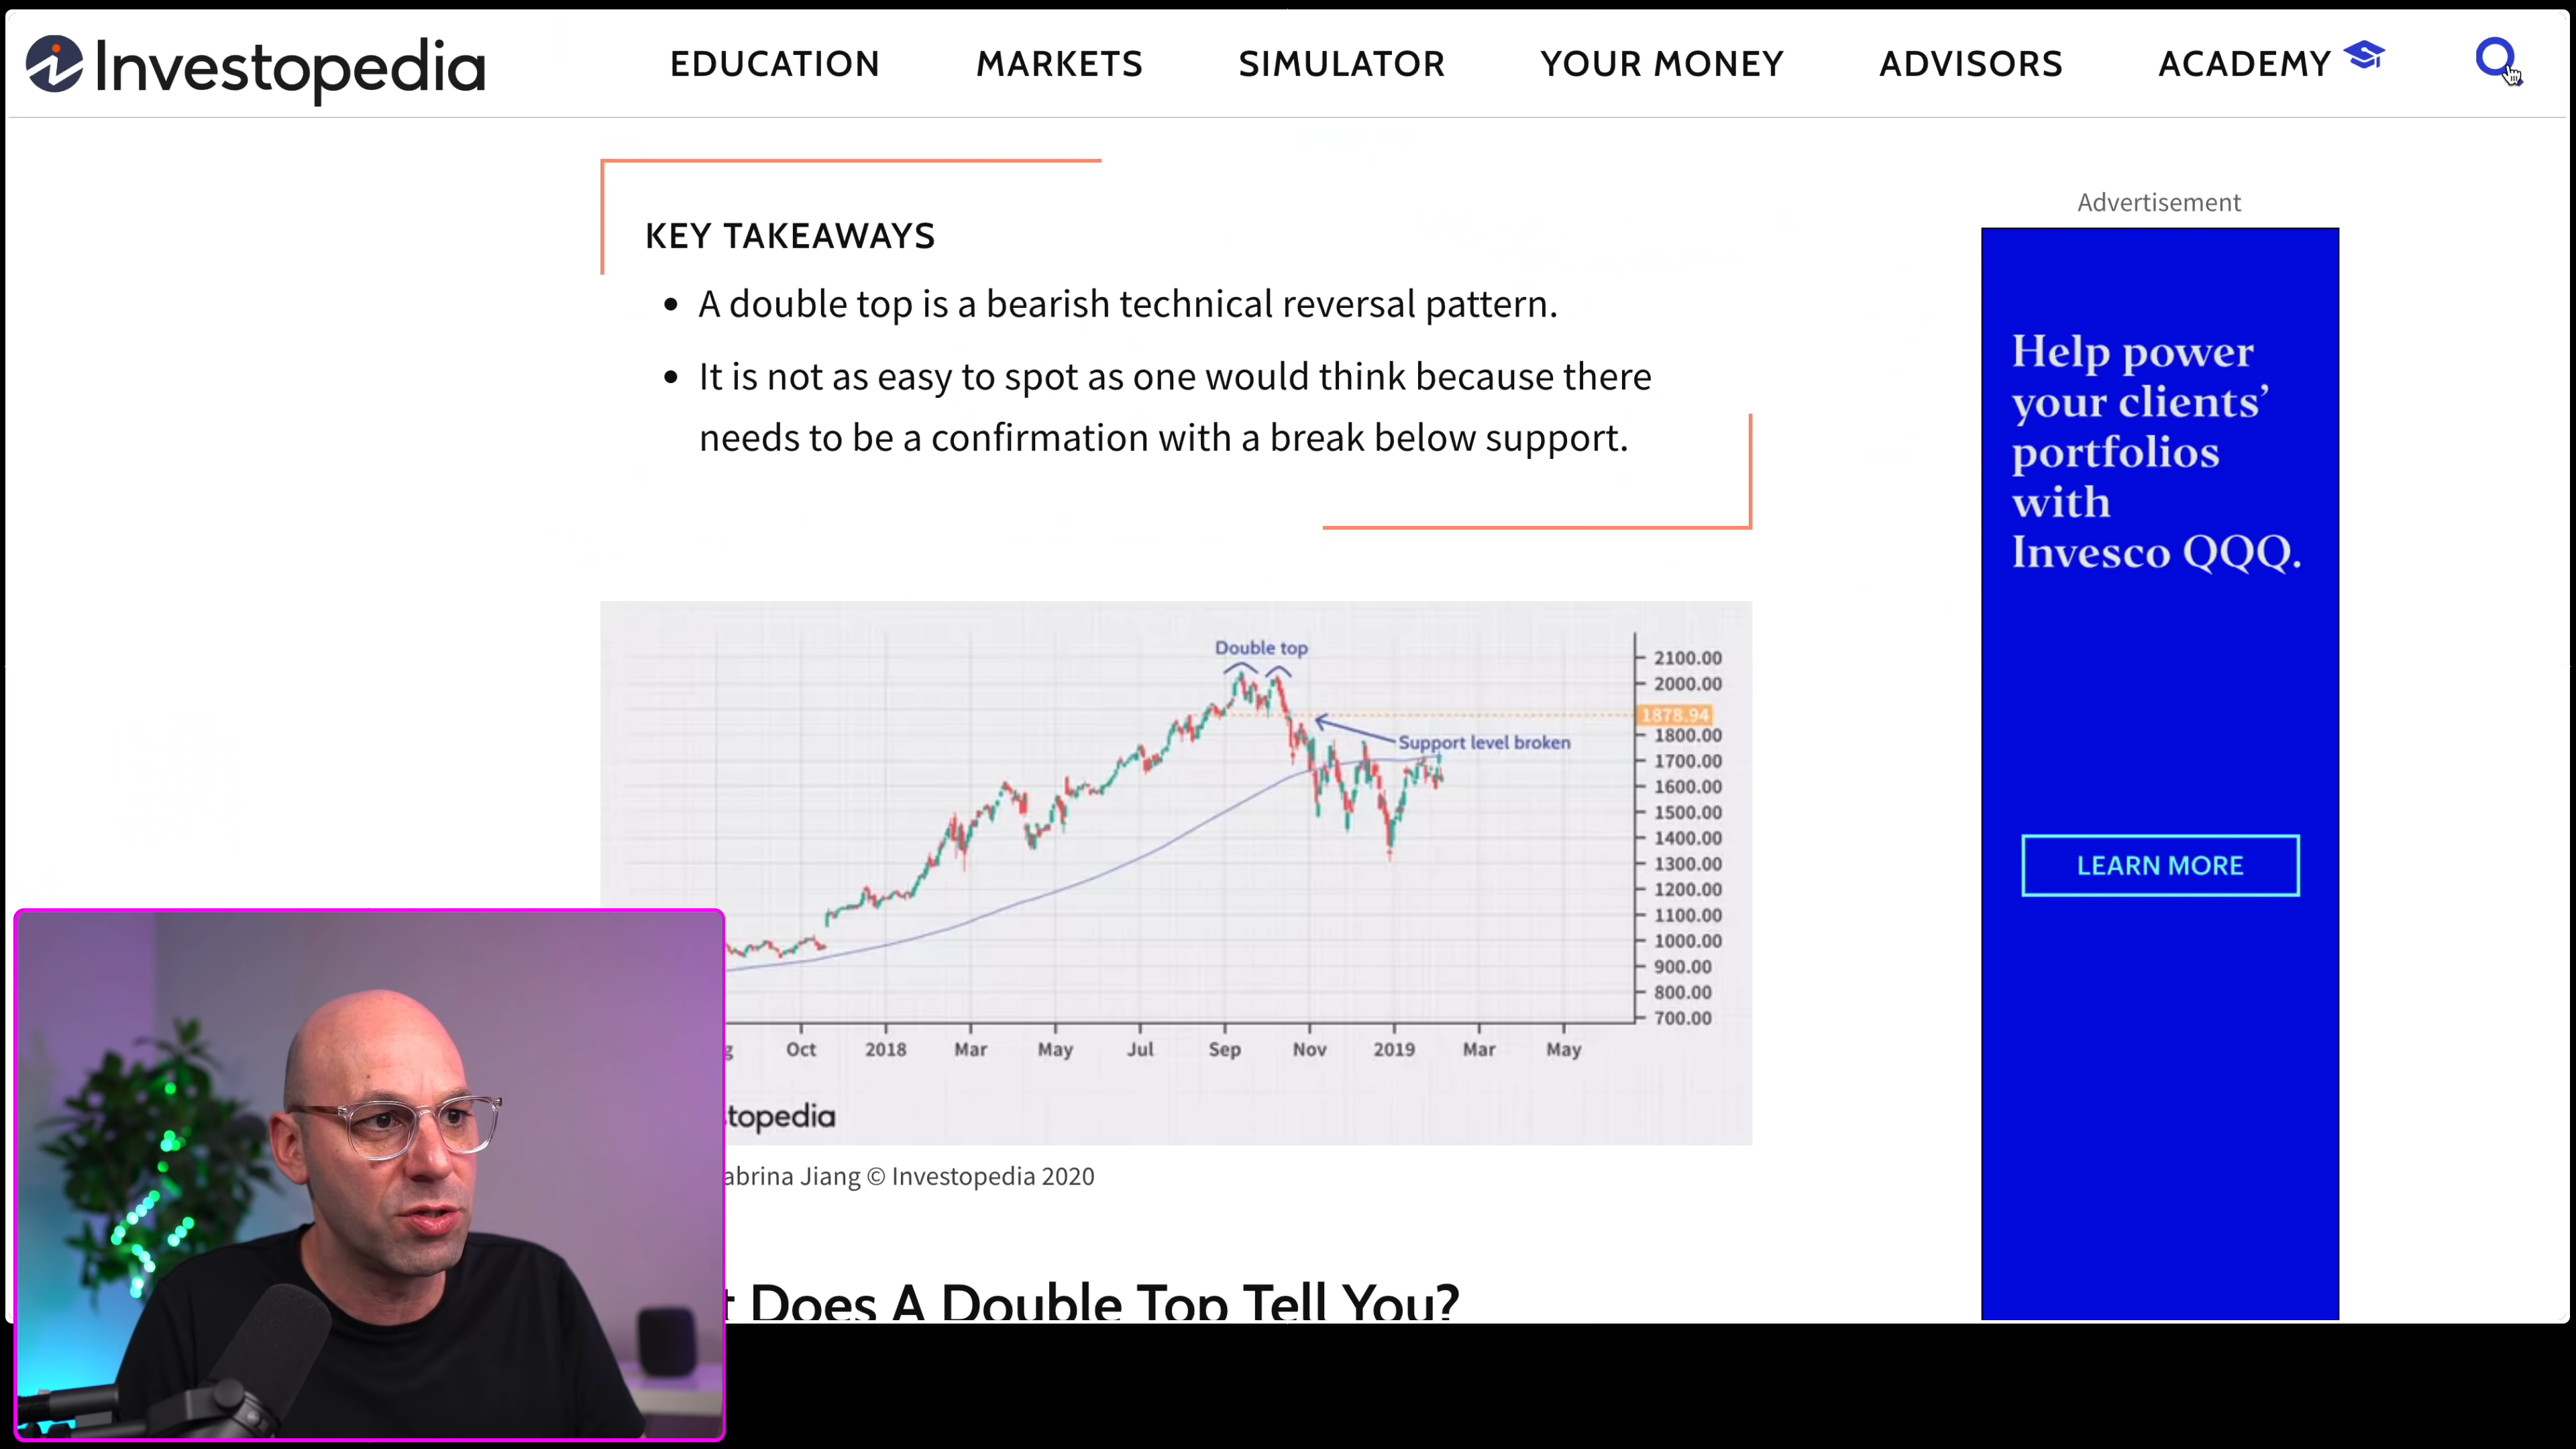 Investopedia
EDUCATION MARKETS SIMULATOR YOUR MONEY ADVISORS ACADEMY
KEY TAKEAWAYS
• A double top is a bearish technical reversal pattern.
• It is not as easy to spot as one would think because there
needs to be a confirmation with a break below support.
Advertisement
Help power
your clients’
portfolios
with
Invesco QQQ.
LEARN MORE
Double top
Support level broken
2100.00
2000.00
1878.94
1800.00
1700.00
1600.00
1500.00
1400.00
1300.00
1200.00
1100.00
1000.00
900.00
800.00
700.00
Oct 2018 Mar May Jul Sep Nov 2019 Mar May
topedia
abrina Jiang © Investopedia 2020
Does A Double Top Tell You?